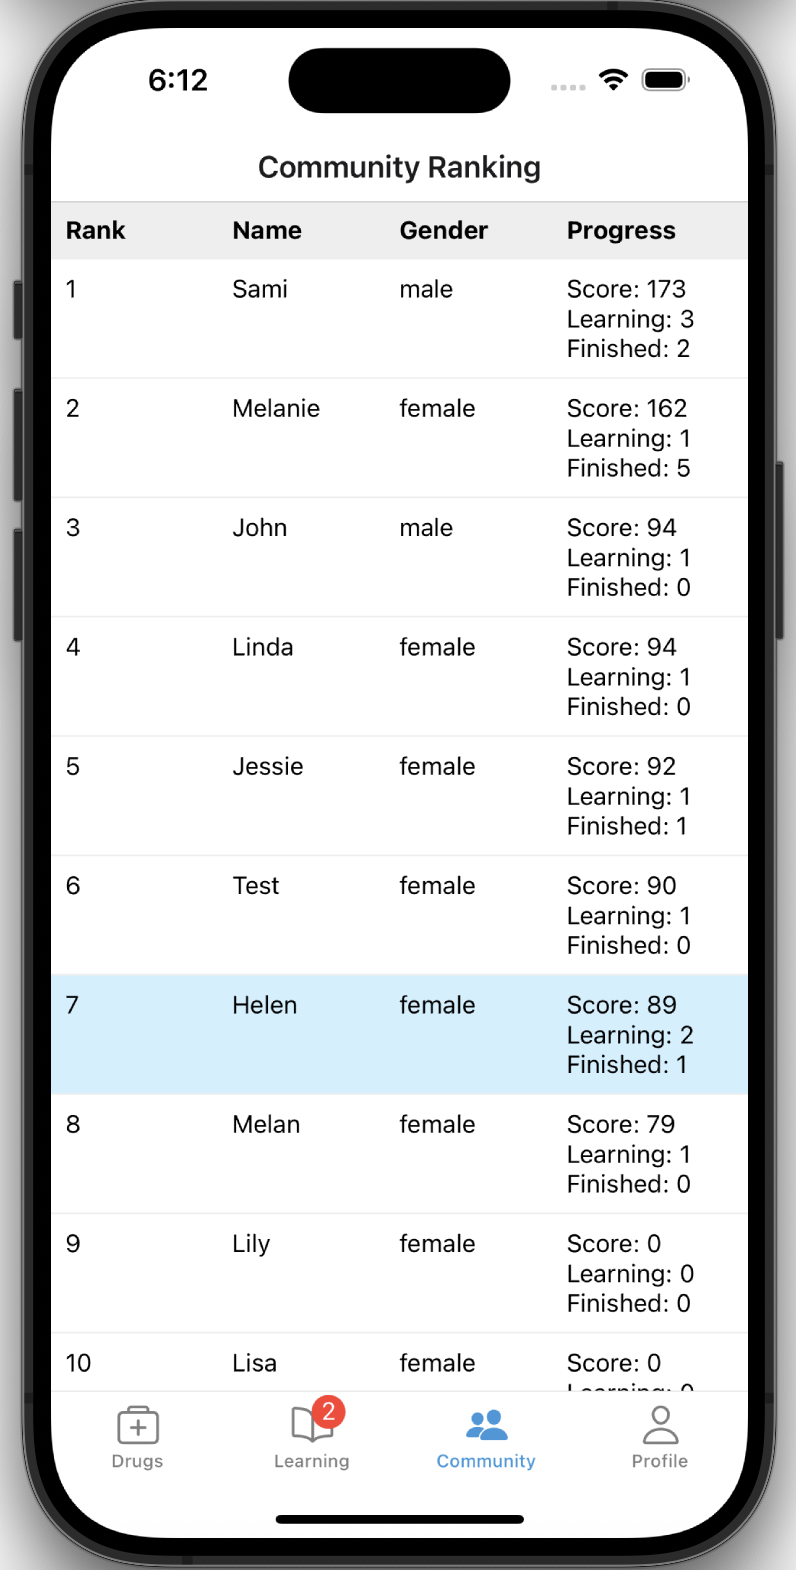 6:12
Community Ranking
Rank Name Gender Progress
1 Sami male Score: 173
Learning: 3
Finished: 2
2 Melanie female Score: 162
Learning: 1
Finished: 5
3 John male Score: 94
Learning: 1
Finished: 0
4 Linda female Score: 94
Learning: 1
Finished: 0
5 Jessie female Score: 92
Learning: 1
Finished: 1
6 Test female Score: 90
Learning: 1
Finished: 0
7 Helen female Score: 89
Learning: 2
Finished: 1
8 Melan female Score: 79
Learning: 1
Finished: 0
9 Lily female Score: 0
Learning: 0
Finished: 0
10 Lisa female Score: 0
2
Drugs Learning Community Profile